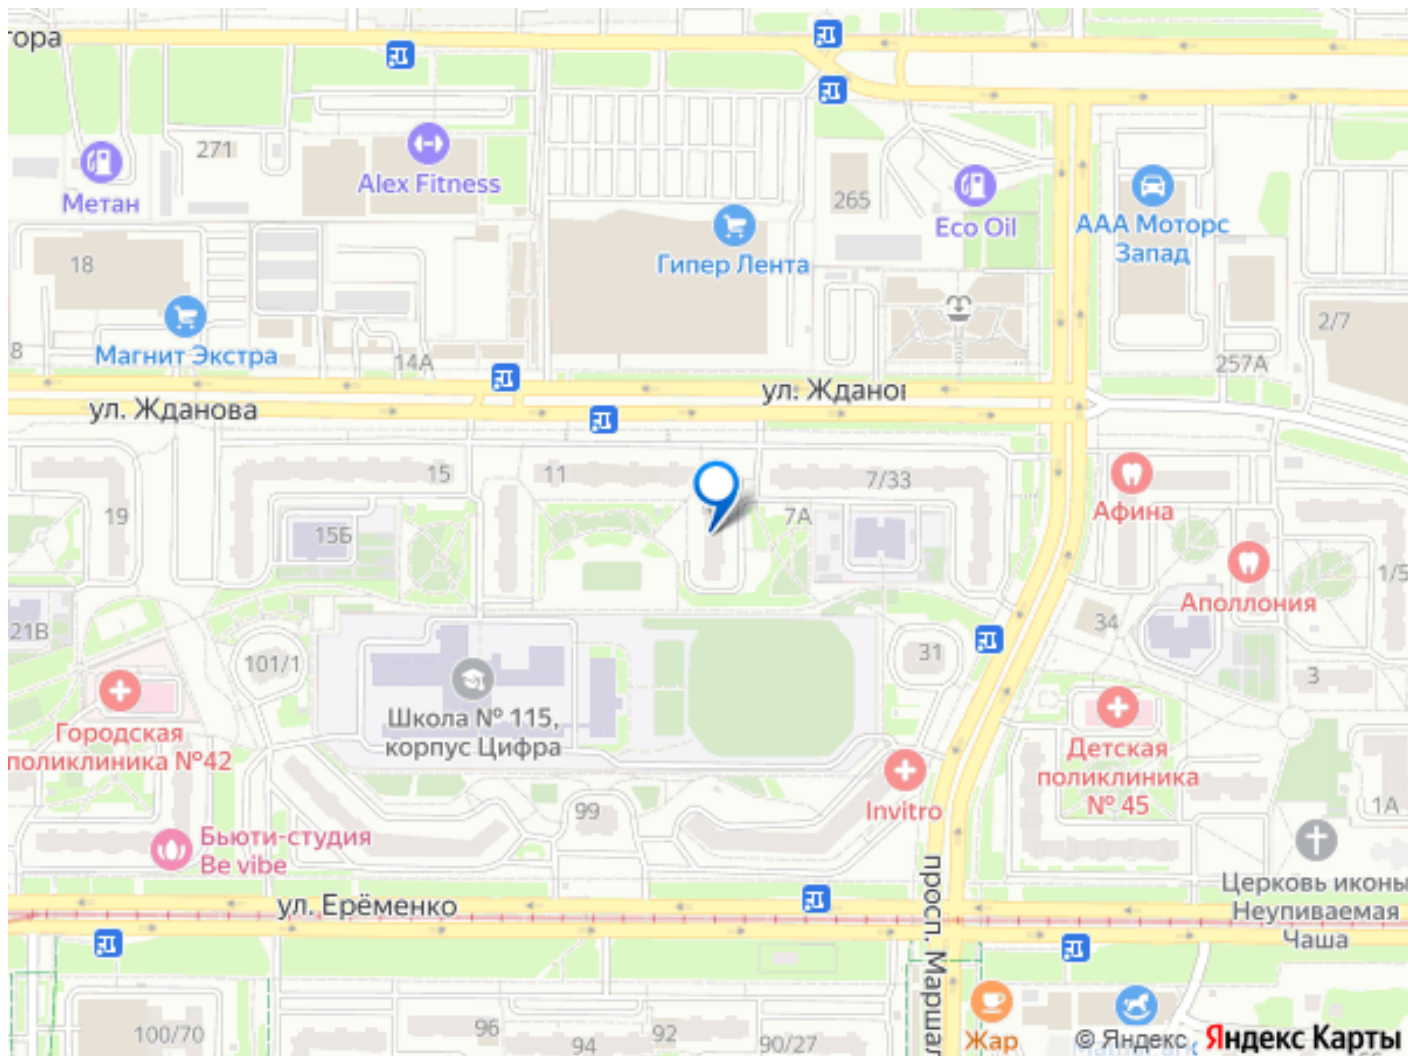 гора
271
Метан
Alex Fitness
265
Eco Oil
ААА Моторс
Запад
Гипер Лента
18
Магнит Экстра
8
14А
2/7
257А
ул. Жданова
ул. Жданов
15
11
7/33
Афина
19
15Б
7А
Аполлония
1/5
21В
101/1
31
34
3
Школа № 115,
корпус Цифра
Городская
поликлиника №42
Детская
поликлиника
№ 45
Invitro
99
1А
Бьюти-студия
Be vibe
Церковь иконы
Неупиваемая
Чаша
ул. Ерёменко
просп. Маршал
100/70
96
94
92
90/27
Жар
© Яндекс
Яндекс Карты